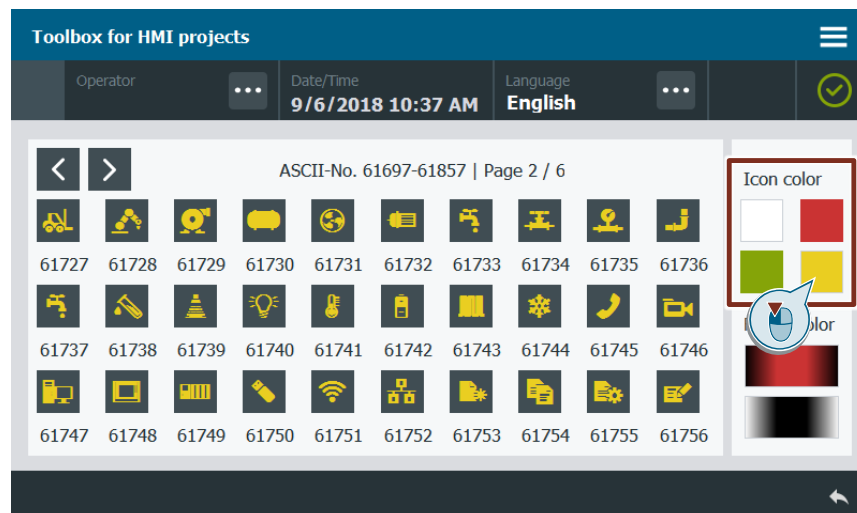 Toolbox for HMI projects
Operator
Date/Time
Language
9/6/2018 10:37 AM
English
ASCII-No. 61697-61857 | Page 2 / 6
Icon color
61727 61728 61729 61730 61731 61732 61733 61734 61735 61736
61737 61738 61739 61740 61741 61742 61743 61744 61745 61746
61747 61748 61749 61750 61751 61752 61753 61754 61755 61756